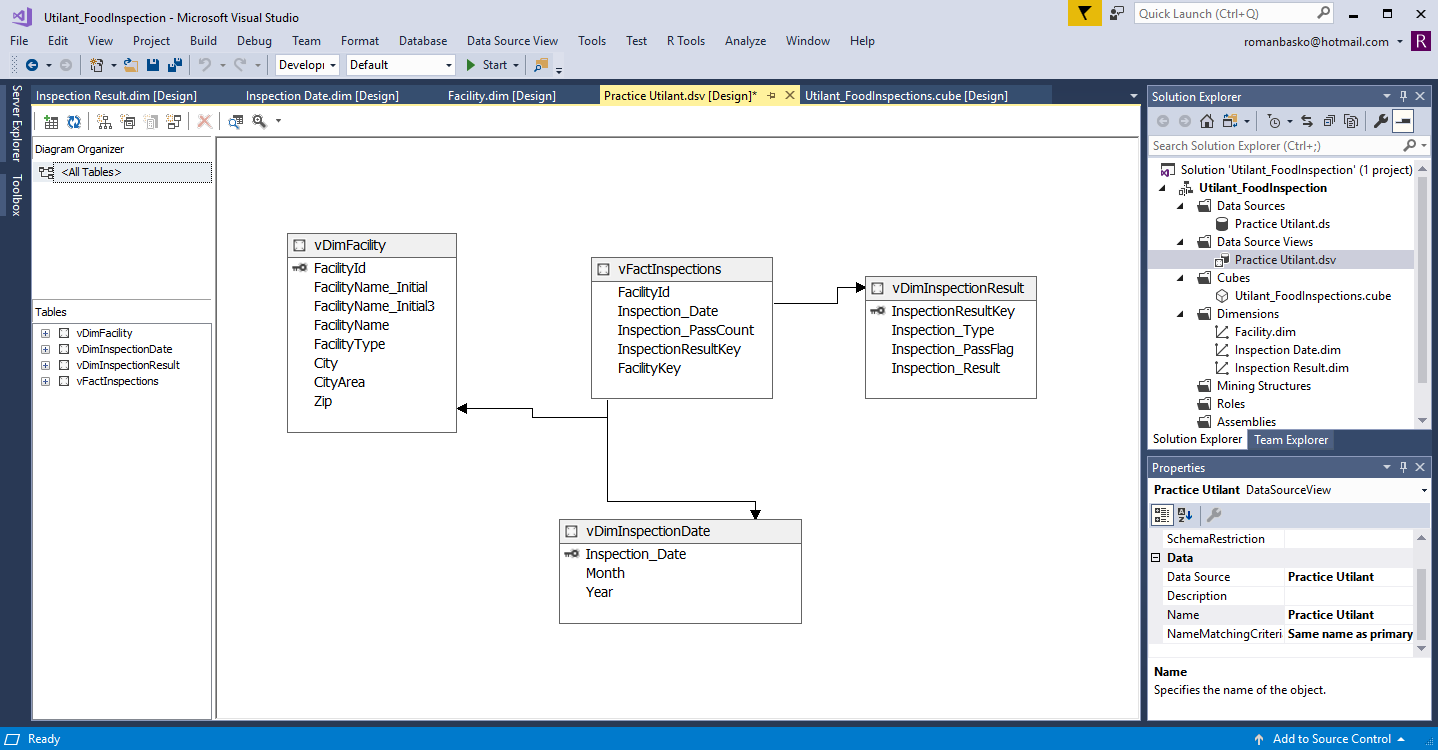 Utilant_FoodInspection - Microsoft Visual Studio
Quick Launch (Ctrl+Q)
File Edit View Project Build Debug Team Format Database Data Source View Tools Test R Tools Analyze Window Help
romanbasko@hotmail.com R
Developı Default Start
Server Explorer
Toolbox
Inspection Result.dim [Design] Inspection Date.dim [Design] Facility.dim [Design] Practice Utilant.dsv [Design]* Utilant_FoodInspections.cube [Design]
Diagram Organizer
<All Tables>
Tables
vDimFacility
vDimInspectionDate
vDimInspectionResult
vFactInspections
vDimFacility
FacilityId
FacilityName_Initial
FacilityName_Initial3
FacilityName
FacilityType
City
CityArea
Zip
vFactInspections
FacilityId
Inspection_Date
Inspection_PassCount
InspectionResultKey
FacilityKey
vDimInspectionResult
InspectionResultKey
Inspection_Type
Inspection_PassFlag
Inspection_Result
vDimInspectionDate
Inspection_Date
Month
Year
Solution Explorer
Search Solution Explorer (Ctrl+;)
Solution 'Utilant_FoodInspection' (1 project)
Utilant_FoodInspection
Data Sources
Practice Utilant.ds
Data Source Views
Practice Utilant.dsv
Cubes
Utilant_FoodInspections.cube
Dimensions
Facility.dim
Inspection Date.dim
Inspection Result.dim
Mining Structures
Roles
Assemblies
Solution Explorer Team Explorer
Properties
Practice Utilant DataSourceView
SchemaRestriction
Data
Data Source Practice Utilant
Description
Name Practice Utilant
NameMatchingCriteri Same name as primary
Name
Specifies the name of the object.
Ready
Add to Source Control